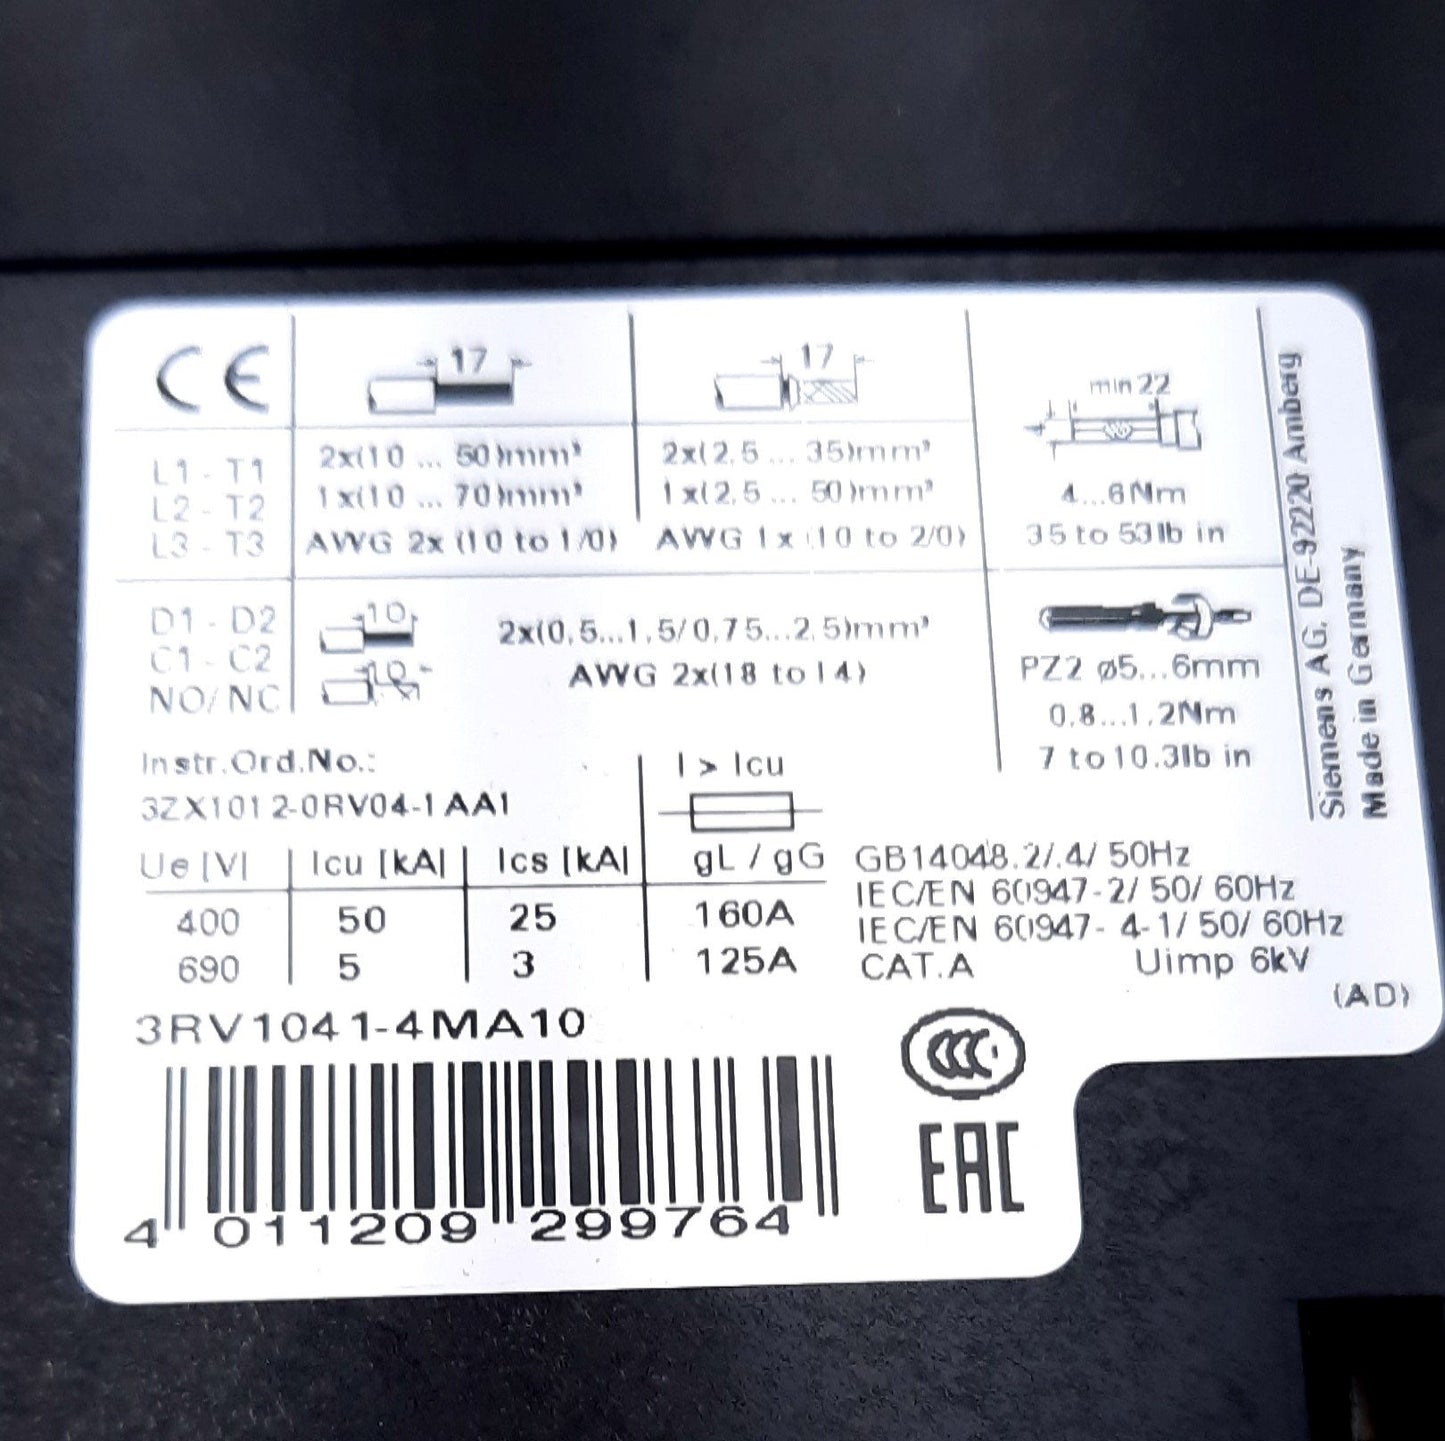 CE
17
17
min 22
L1 - T1
L2 - T2
L3 - T3
2x(10 ... 50)mm²
1x(10 ... 70)mm²
AWG 2x (10 to 1/0)
2x(2,5 ... 35)mm²
1x(2,5 ... 50)mm²
AWG 1x (10 to 2/0)
4...6Nm
35 to 53lb in
D1 - D2
C1 - C2
NO/NC
10
10
2x(0,5...1,5/0,75...2,5)mm²
AWG 2x(18 to 14)
PZ2 ø5...6mm
0,8...1,2Nm
7 to 10.3lb in
Siemens AG, DE-92220 Amberg
Made in Germany
Instr.Ord.No.:
3ZX1012-0RV04-1AA1
I > Icu
gL / gG
Ue [V] Icu [kA] Ics [kA]
400 50 25 160A
690 5 3 125A
GB14048.2/.4/ 50Hz
IEC/EN 60947-2/ 50/ 60Hz
IEC/EN 60947- 4-1/ 50/ 60Hz
CAT.A Uimp 6kV
(AD)
3RV1041-4MA10
CCC
EAC
4 011209 299764